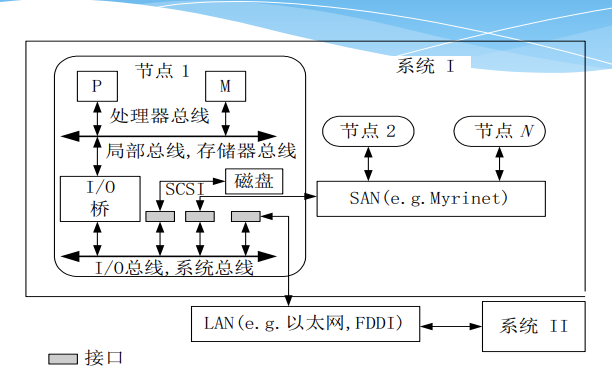 节点 1
系统 I
P
M
处理器总线
节点 2
节点 N
局部总线,存储器总线
I/O
桥
SCSI
磁盘
SAN(e.g.Myrinet)
I/O总线,系统总线
LAN(e.g.以太网,FDDI)
系统 II
接口